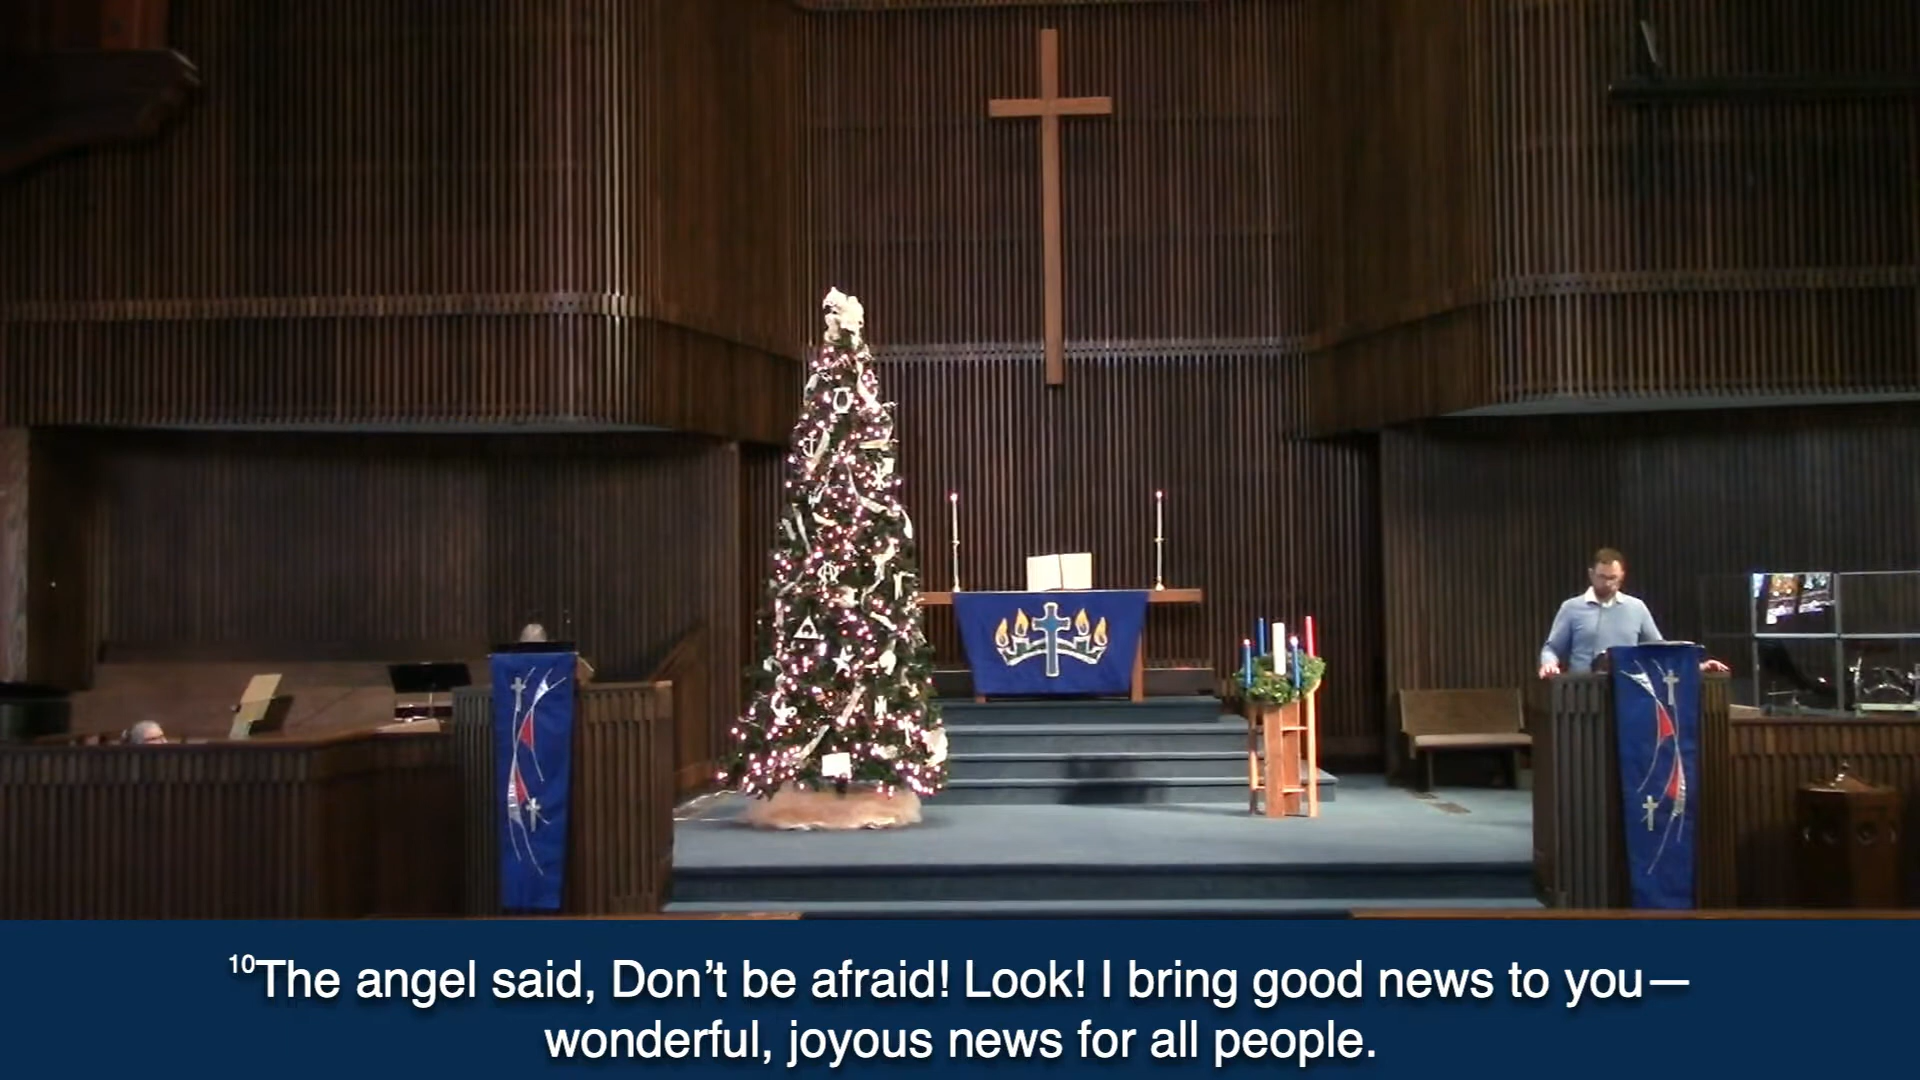 ¹⁰The angel said, Don’t be afraid! Look! I bring good news to you—
wonderful, joyous news for all people.